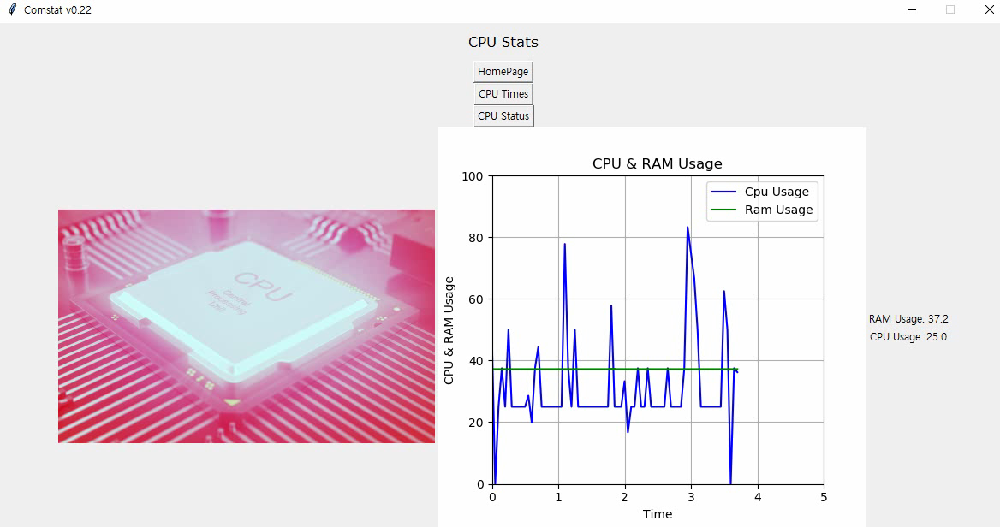 Comstat v0.22
CPU Stats
HomePage
CPU Times
CPU Status
CPU & RAM Usage
Cpu Usage
Ram Usage
CPU & RAM Usage
100
80
60
40
20
0
0 1 2 3 4 5
Time
CPU
Central
Processing
Unit
RAM Usage: 37.2
CPU Usage: 25.0